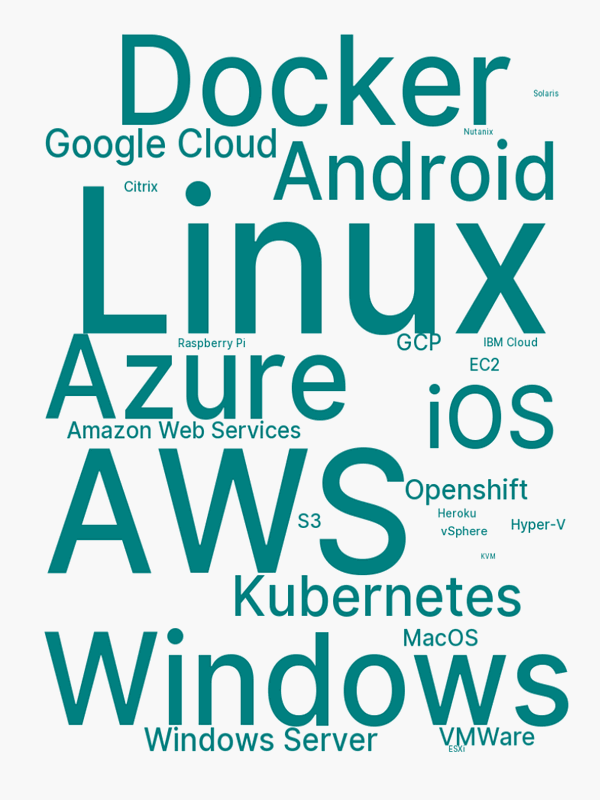 Docker
Solaris
Nutanix
Google Cloud
Android
Citrix
Linux
Raspberry Pi
GCP
IBM Cloud
Azure
EC2
iOS
Amazon Web Services
AWS
Openshift
S3
Heroku
vSphere
Hyper-V
KVM
Kubernetes
MacOS
Windows
Windows Server
VMWare
ESXi